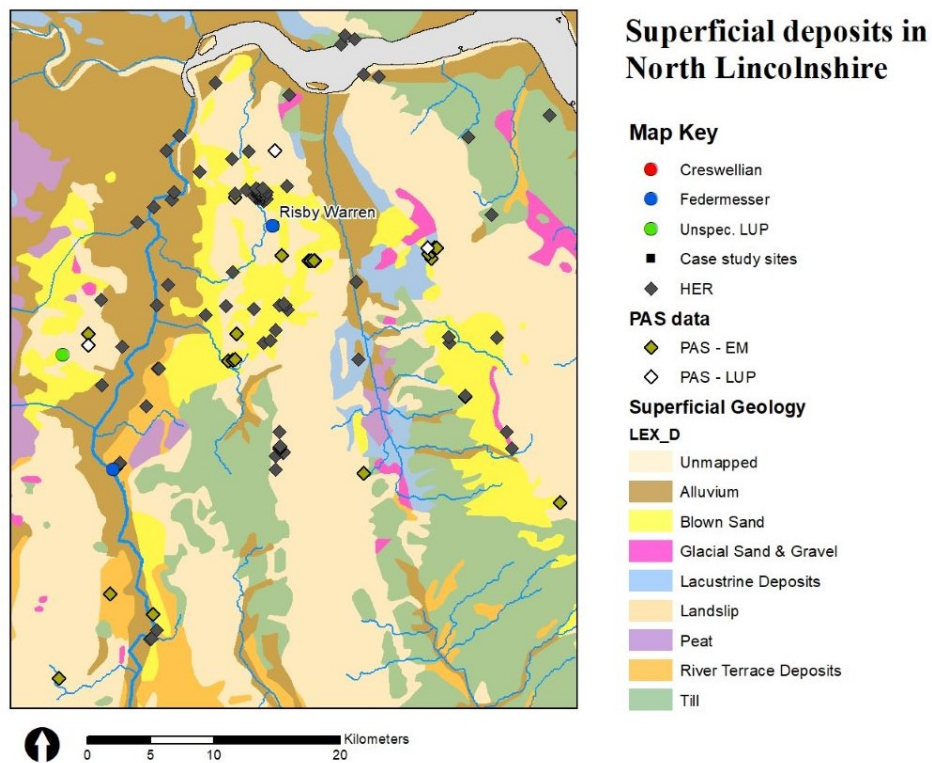 Superficial deposits in
North Lincolnshire
Risby Warren
Map Key
Creswellian
Federmesser
Unspec. LUP
Case study sites
HER
PAS data
PAS - EM
PAS - LUP
Superficial Geology
LEX_D
Unmapped
Alluvium
Blown Sand
Glacial Sand & Gravel
Lacustrine Deposits
Landslip
Peat
River Terrace Deposits
Till
Kilometers
0 5 10 20